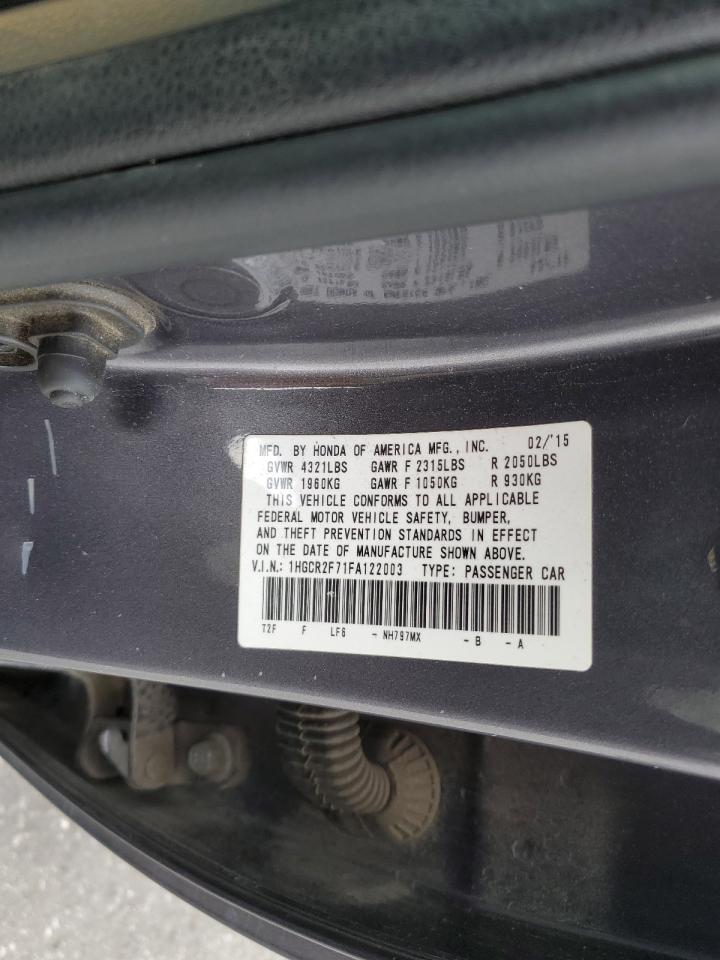 MFD. BY HONDA OF AMERICA MFG., INC. 02/'15
GVWR 4321LBS GAWR F 2315LBS R 2050LBS
GVWR 1960KG GAWR F 1050KG R 930KG
THIS VEHICLE CONFORMS TO ALL APPLICABLE
FEDERAL MOTOR VEHICLE SAFETY, BUMPER,
AND THEFT PREVENTION STANDARDS IN EFFECT
ON THE DATE OF MANUFACTURE SHOWN ABOVE.
V.I.N.: 1HGCR2F71FA122003 TYPE: PASSENGER CAR
T2F F LF6 - NH797MX - B - A